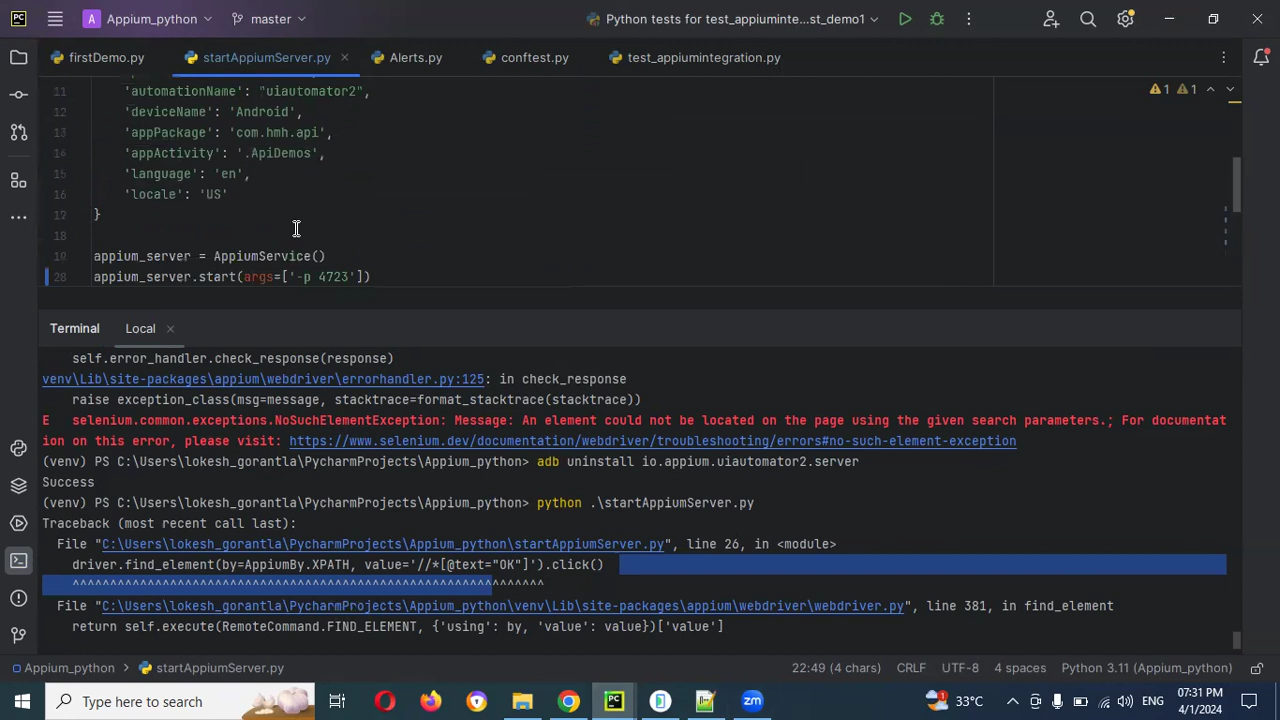 PC
A
Appium_python
master
Python tests for test_appiuminte...st_demo1
firstDemo.py
startAppiumServer.py
Alerts.py
conftest.py
test_appiumintegration.py
11 'automationName': "uiautomator2",
12 'deviceName': 'Android',
13 'appPackage': 'com.hmh.api',
14 'appActivity': '.ApiDemos',
15 'language': 'en',
16 'locale': 'US'
17 }
18
19 appium_server = AppiumService()
20 appium_server.start(args=['-p 4723'])
1 1
Terminal
Local
self.error_handler.check_response(response)
venv\Lib\site-packages\appium\webdriver\errorhandler.py:125: in check_response
raise exception_class(msg=message, stacktrace=format_stacktrace(stacktrace))
E selenium.common.exceptions.NoSuchElementException: Message: An element could not be located on the page using the given search parameters.; For documentat
ion on this error, please visit: https://www.selenium.dev/documentation/webdriver/troubleshooting/errors#no-such-element-exception
(venv) PS C:\Users\lokesh_gorantla\PycharmProjects\Appium_python> adb uninstall io.appium.uiautomator2.server
Success
(venv) PS C:\Users\lokesh_gorantla\PycharmProjects\Appium_python> python .\startAppiumServer.py
Traceback (most recent call last):
File "C:\Users\lokesh_gorantla\PycharmProjects\Appium_python\startAppiumServer.py", line 26, in <module>
driver.find_element(by=AppiumBy.XPATH, value='//*[@text="OK"]').click()
^^^^^^^^^^^^^^^^^^^^^^^^^^^^^^^^^^^^^^^^^^^^^^^^^^^^^^^^^^^^^^^
File "C:\Users\lokesh_gorantla\PycharmProjects\Appium_python\venv\Lib\site-packages\appium\webdriver\webdriver.py", line 381, in find_element
return self.execute(RemoteCommand.FIND_ELEMENT, {'using': by, 'value': value})['value']
Appium_python
startAppiumServer.py
22:49 (4 chars)
CRLF
UTF-8
4 spaces
Python 3.11 (Appium_python)
Type here to search
PC
zm
33°C
ENG
07:31 PM
4/1/2024